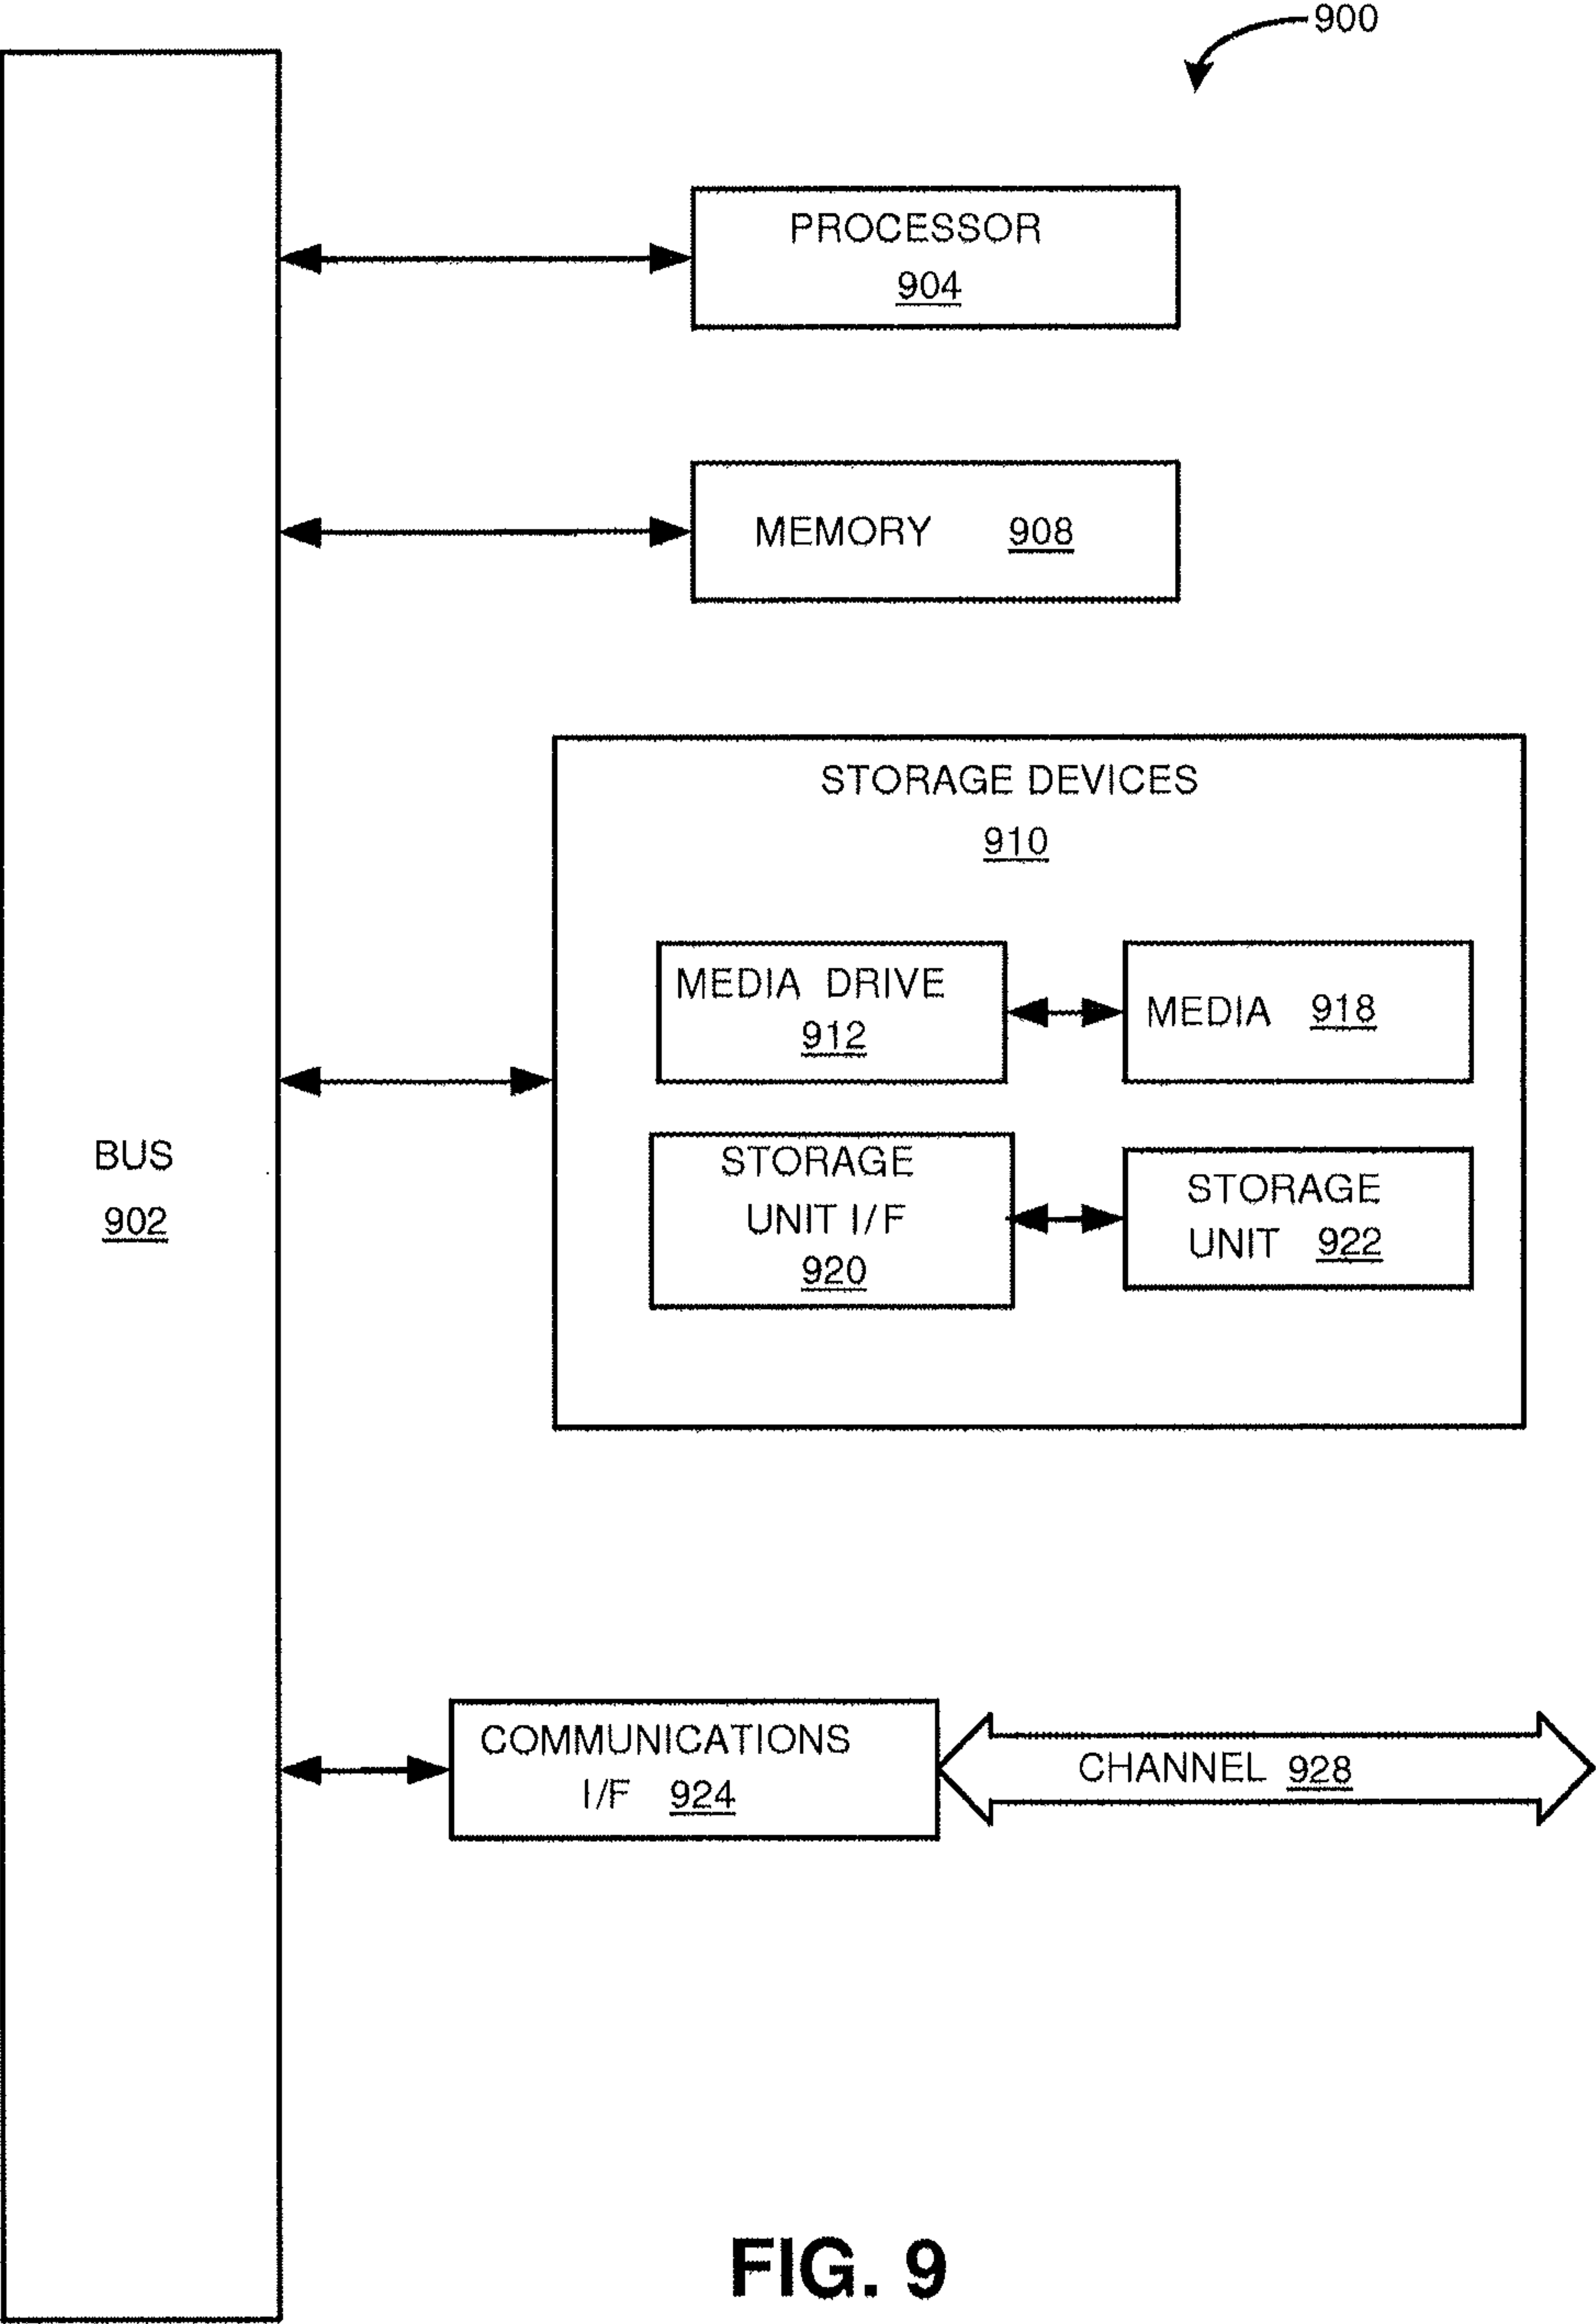 900
PROCESSOR
904
MEMORY 908
STORAGE DEVICES
910
MEDIA DRIVE
912
MEDIA 918
BUS
902
STORAGE
UNIT I/F
920
STORAGE
UNIT 922
COMMUNICATIONS
I/F 924
CHANNEL 928
FIG. 9